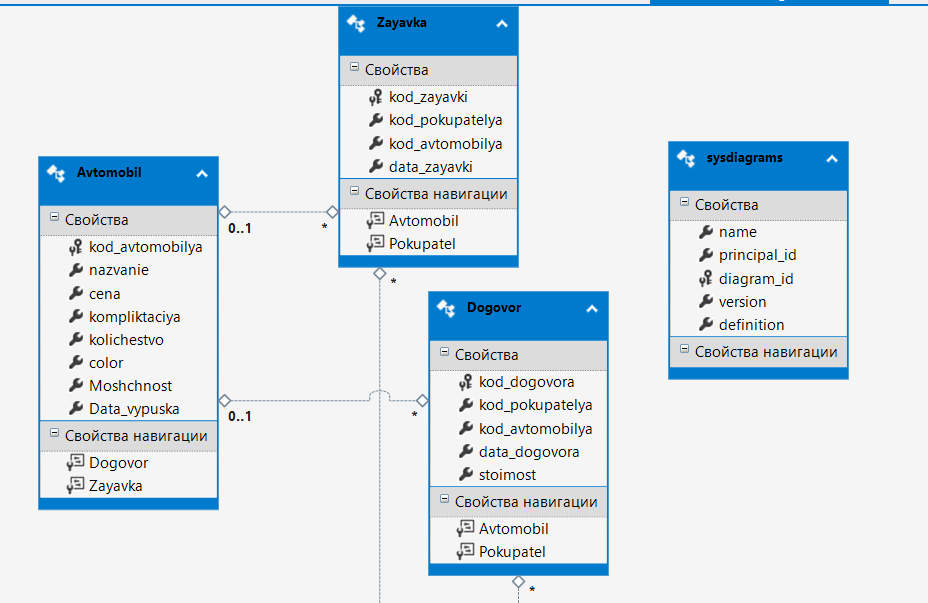 Zayavka
Свойства
kod_zayavki
kod_pokupatelya
kod_avtomobilya
data_zayavki
Свойства навигации
Avtomobil
Pokupatel
*
Avtomobil
Свойства
kod_avtomobilya
nazvanie
cena
kompliktaciya
kolichestvo
color
Moshchnost
Data_vypuska
Свойства навигации
Dogovor
Zayavka
0..1
*
0..1
*
Dogovor
Свойства
kod_dogovora
kod_pokupatelya
kod_avtomobilya
data_dogovora
stoimost
Свойства навигации
Avtomobil
Pokupatel
*
sysdiagrams
Свойства
name
principal_id
diagram_id
version
definition
Свойства навигации